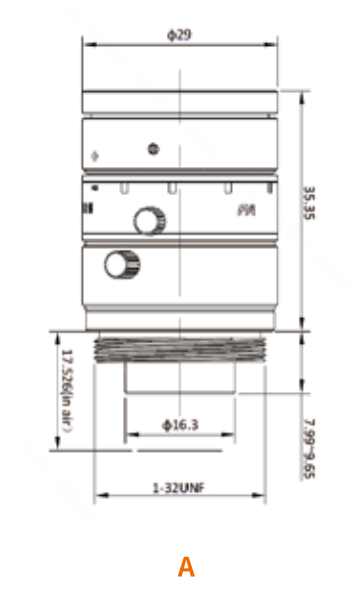 ϕ29
35.35
17.526(in air)
7.99~9.65
ϕ16.3
1-32UNF
A